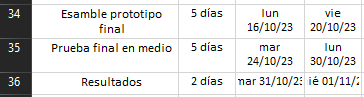 34 Esamble prototipo 5 días lun vie
final 16/10/23 20/10/23
35 Prueba final en medio 5 días mar lun
24/10/23 30/10/23
36 Resultados 2 días mar 31/10/23 ié 01/11/2